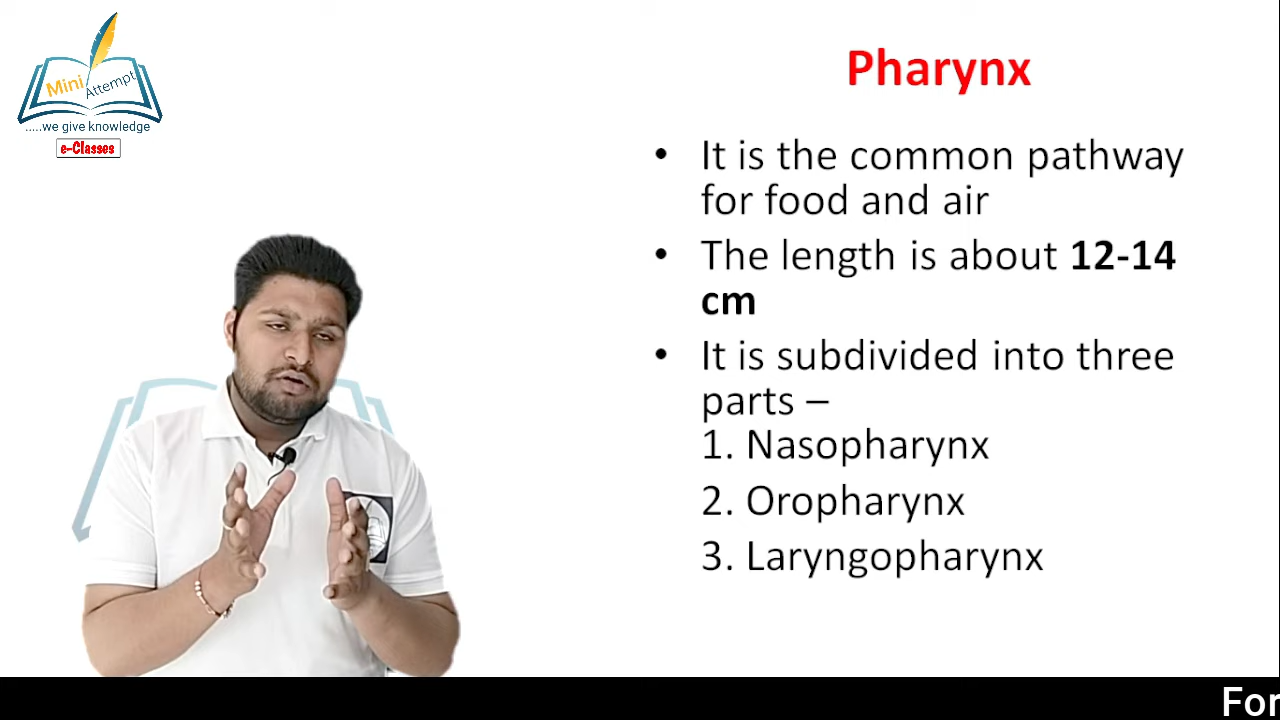 Mini Attempt
.....we give knowledge
e-Classes
Pharynx
• It is the common pathway
for food and air
• The length is about 12-14
cm
• It is subdivided into three
parts –
1. Nasopharynx
2. Oropharynx
3. Laryngopharynx
For